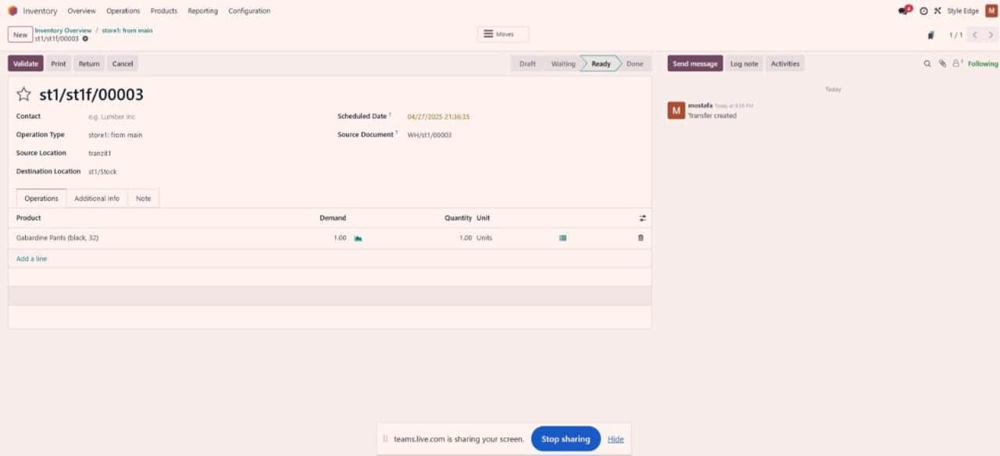 Inventory Overview Operations Products Reporting Configuration
4 Style Edge M
New Inventory Overview / store1: from main
st1/st1f/00003
Moves
1 / 1
Validate Print Return Cancel
Draft Waiting Ready Done
Send message Log note Activities
1 Following
st1/st1f/00003
Contact e.g. Lumber Inc
Operation Type store1: from main
Source Location tranzit1
Destination Location st1/Stock
Scheduled Date ? 04/27/2025 21:36:35
Source Document ? WH/st1/00003
Today
M mostafa Today at 9:36 PM
Transfer created
Operations Additional Info Note
Product Demand Quantity Unit
Gabardine Pants (black, 32) 1.00 1.00 Units
Add a line
teams.live.com is sharing your screen. Stop sharing Hide